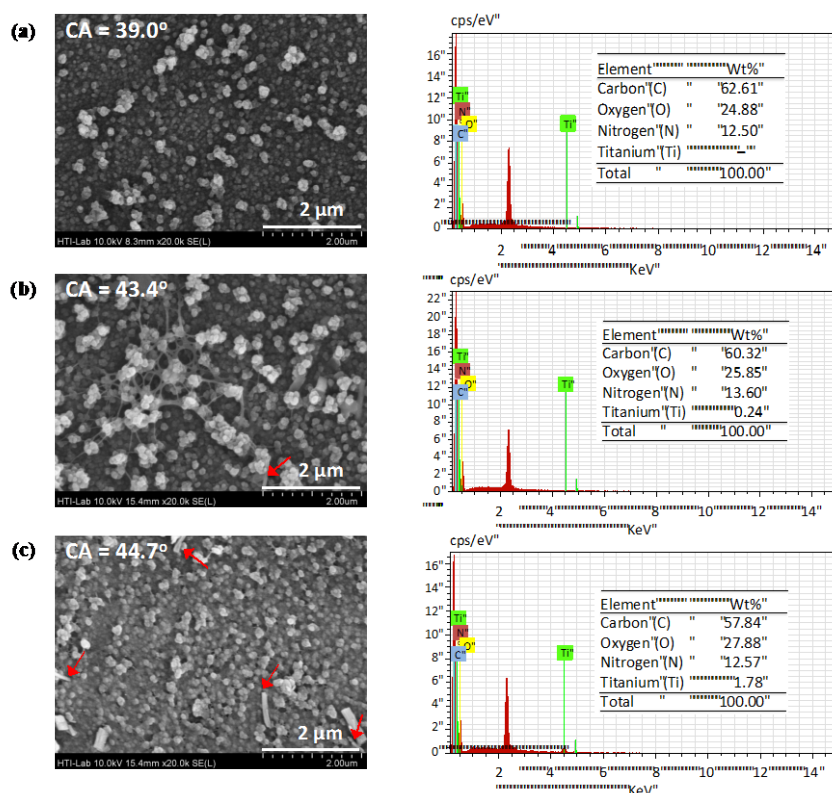 (a)
CA = 39.0°
2 µm
HTI-Lab 10.0kV 8.3mm x20.0k SE(L) 2.00um
cps/eV"
16"
14"
12"
10"
8"
6"
4"
2"
0"
Ti" N" O" C" Ti"
Element" Wt%"
Carbon"(C) " "62.61"
Oxygen"(O) " "24.88"
Nitrogen"(N) " "12.50"
Titanium"(Ti) "–"
Total " "100.00"
2" 4" 6" 8" 10" 12" 14"
KeV"
(b)
CA = 43.4°
2 µm
HTI-Lab 10.0kV 15.4mm x20.0k SE(L) 2.00um
cps/eV"
22"
20"
18"
16"
14"
12"
10"
8"
6"
4"
2"
0"
Ti" N" O" C" Ti"
Element" Wt%"
Carbon"(C) " "60.32"
Oxygen"(O) " "25.85"
Nitrogen"(N) " "13.60"
Titanium"(Ti) "0.24"
Total " "100.00"
2" 4" 6" 8" 10" 12" 14"
KeV"
(c)
CA = 44.7°
2 µm
HTI-Lab 10.0kV 15.4mm x20.0k SE(L) 2.00um
cps/eV"
16"
14"
12"
10"
8"
6"
4"
2"
0"
Ti" N" O" C" Ti"
Element" Wt%"
Carbon"(C) " "57.84"
Oxygen"(O) " "27.88"
Nitrogen"(N) " "12.57"
Titanium"(Ti) "1.78"
Total " "100.00"
2" 4" 6" 8" 10" 12" 14"
KeV"